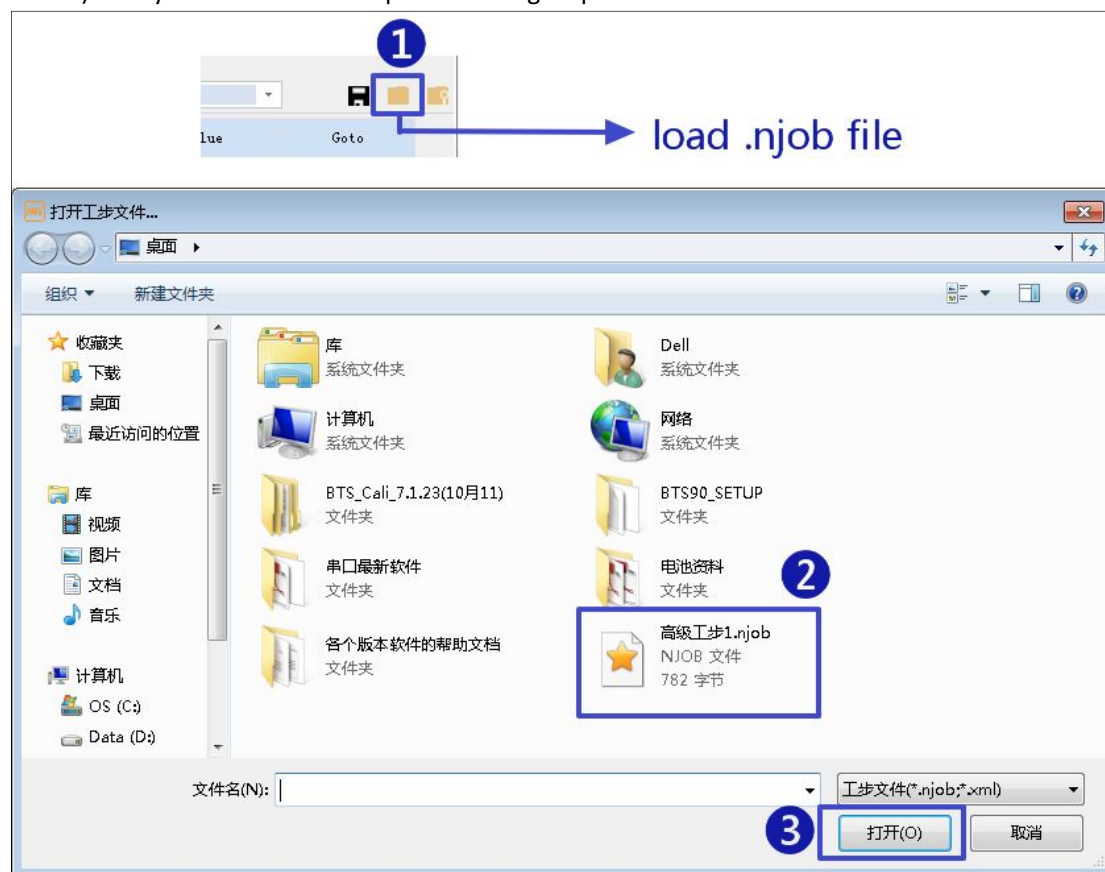 1
lue
Goto
load .njob file
打开工步文件...
桌面
组织
新建文件夹
收藏夹
下载
桌面
最近访问的位置
库
视频
图片
文档
音乐
计算机
OS (C:)
Data (D:)
库
系统文件夹
Dell
系统文件夹
计算机
系统文件夹
网络
系统文件夹
BTS_Cali_7.1.23(10月11)
文件夹
BTS90_SETUP
文件夹
串口最新软件
文件夹
电池资料
文件夹
2
各个版本软件的帮助文档
文件夹
高级工步1.njob
NJOB 文件
782 字节
文件名(N):
工步文件(*.njob;*.xml)
3
打开(O)
取消